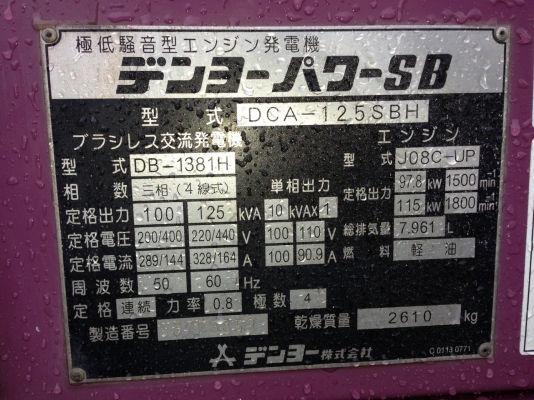 極低騒音型エンジン発電機
デンヨーパワーSB
型式 DCA-125SBH
ブラシレス交流発電機 エンジン
型式 DB-1381H 型式 J08C-UP
相数 三相(4線式) 単相出力 定格出力 97.8 kW 1500 min⁻¹
定格出力 100 125 kVA 10 kVAX 1 115 kW 1800 min⁻¹
定格電圧 200/400 220/440 V 100 110 V 総排気量 7.961 L
定格電流 289/144 328/164 A 100 90.9 A 燃料 軽油
周波数 50 60 Hz
定格 連続 力率 0.8 極数 4
製造番号 乾燥質量 2610 kg
デンヨー株式会社 C0113 0771